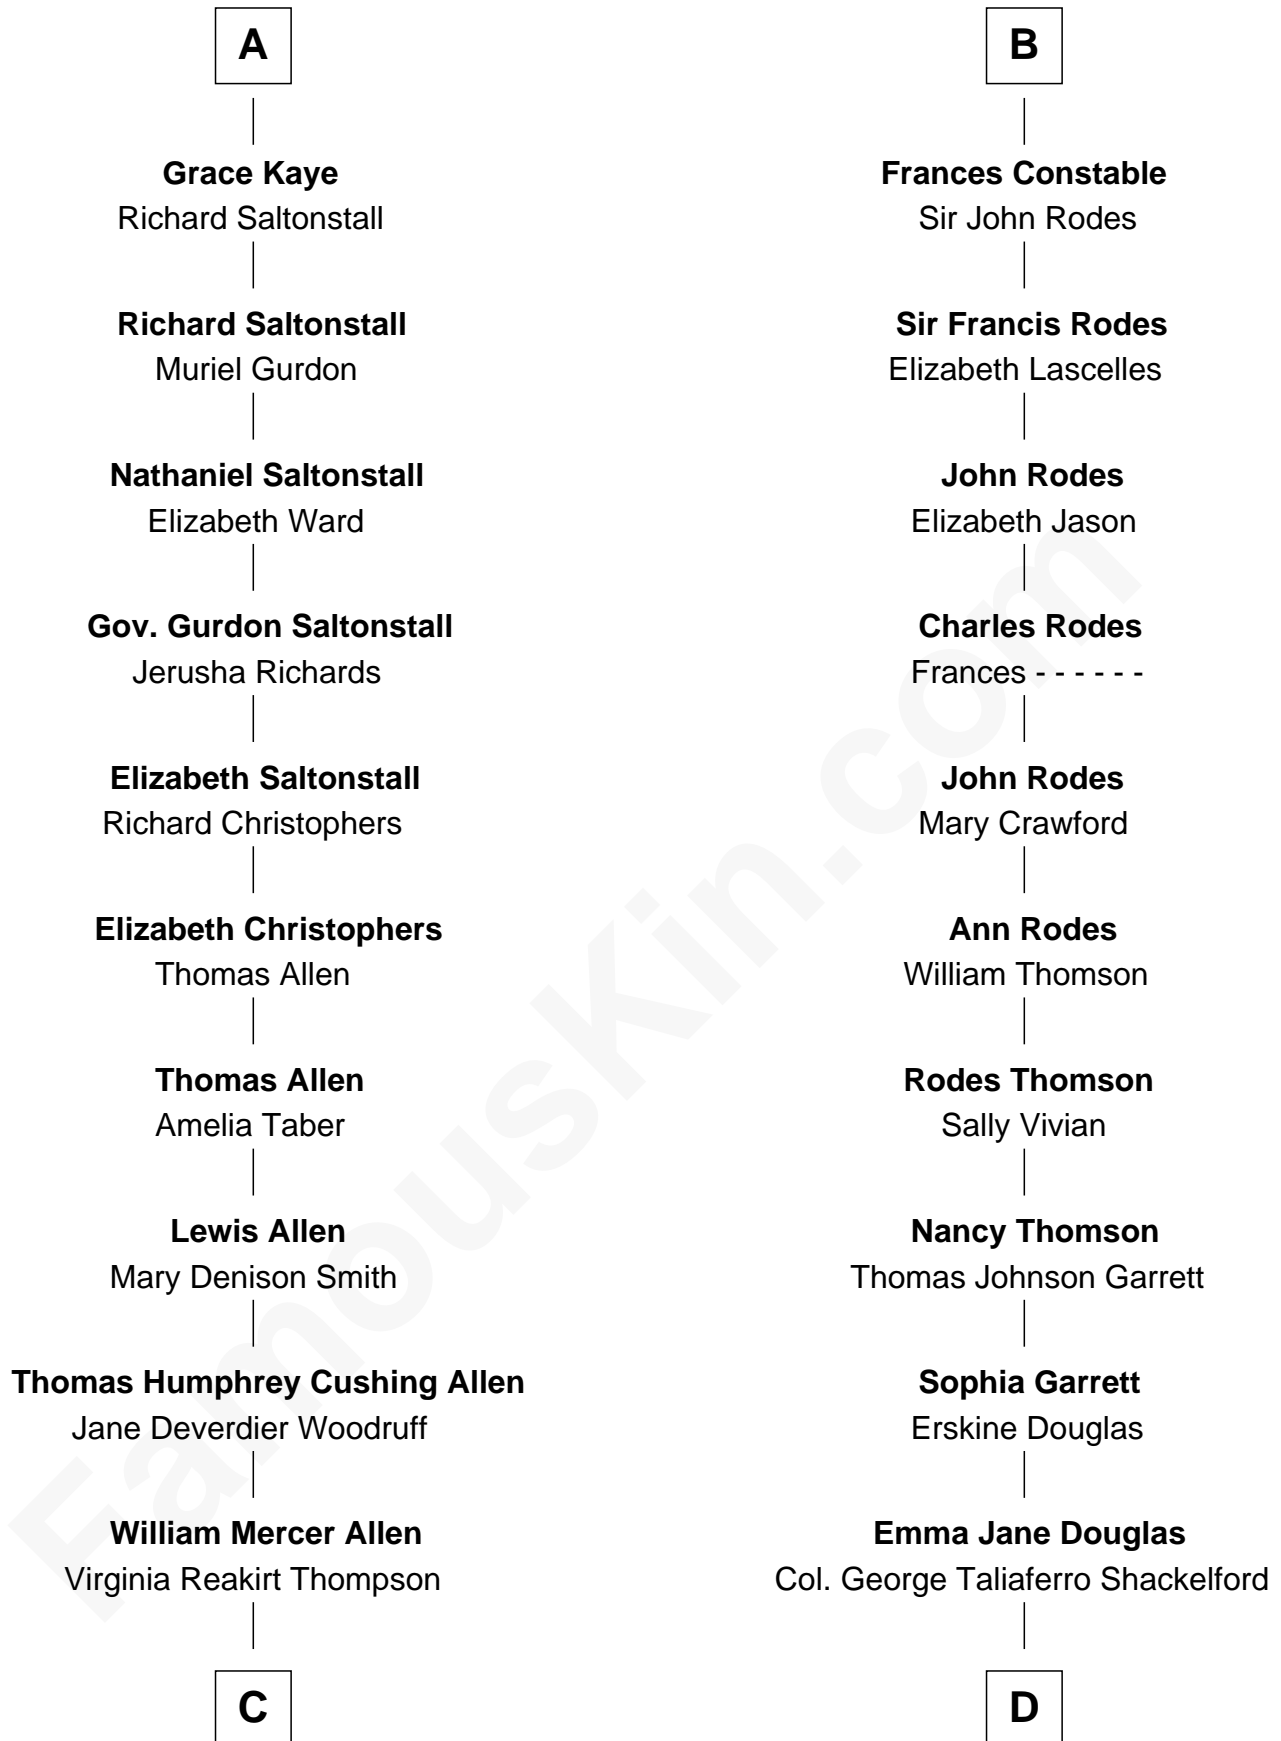 A
Grace Kaye
Richard Saltonstall
Richard Saltonstall
Muriel Gurdon
Nathaniel Saltonstall
Elizabeth Ward
Gov. Gurdon Saltonstall
Jerusha Richards
Elizabeth Saltonstall
Richard Christophers
Elizabeth Christophers
Thomas Allen
Thomas Allen
Amelia Taber
Lewis Allen
Mary Denison Smith
Thomas Humphrey Cushing Allen
Jane Deverdier Woodruff
William Mercer Allen
Virginia Reakirt Thompson
C
B
Frances Constable
Sir John Rodes
Sir Francis Rodes
Elizabeth Lascelles
John Rodes
Elizabeth Jason
Charles Rodes
Frances - - - - - -
John Rodes
Mary Crawford
Ann Rodes
William Thomson
Rodes Thomson
Sally Vivian
Nancy Thomson
Thomas Johnson Garrett
Sophia Garrett
Erskine Douglas
Emma Jane Douglas
Col. George Taliaferro Shackelford
D
FamousKin.com